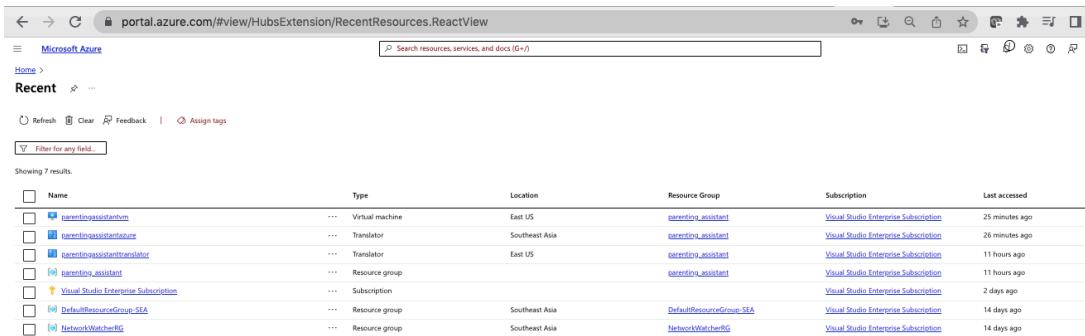 portal.azure.com/#view/HubsExtension/RecentResources.ReactView
Microsoft Azure
Search resources, services, and docs (G+/)
Home >
Recent
Refresh Clear Feedback | Assign tags
Filter for any field...
Showing 7 results.
Name Type Location Resource Group Subscription Last accessed
parentingassistantvm ... Virtual machine East US parenting_assistant Visual Studio Enterprise Subscription 25 minutes ago
parentingassistantazure ... Translator Southeast Asia parenting_assistant Visual Studio Enterprise Subscription 26 minutes ago
parentingassistanttranslator ... Translator East US parenting_assistant Visual Studio Enterprise Subscription 11 hours ago
parenting_assistant ... Resource group parenting_assistant Visual Studio Enterprise Subscription 11 hours ago
Visual Studio Enterprise Subscription ... Subscription Visual Studio Enterprise Subscription 2 days ago
DefaultResourceGroup-SEA ... Resource group Southeast Asia DefaultResourceGroup-SEA Visual Studio Enterprise Subscription 14 days ago
NetworkWatcherRG ... Resource group Southeast Asia NetworkWatcherRG Visual Studio Enterprise Subscription 14 days ago